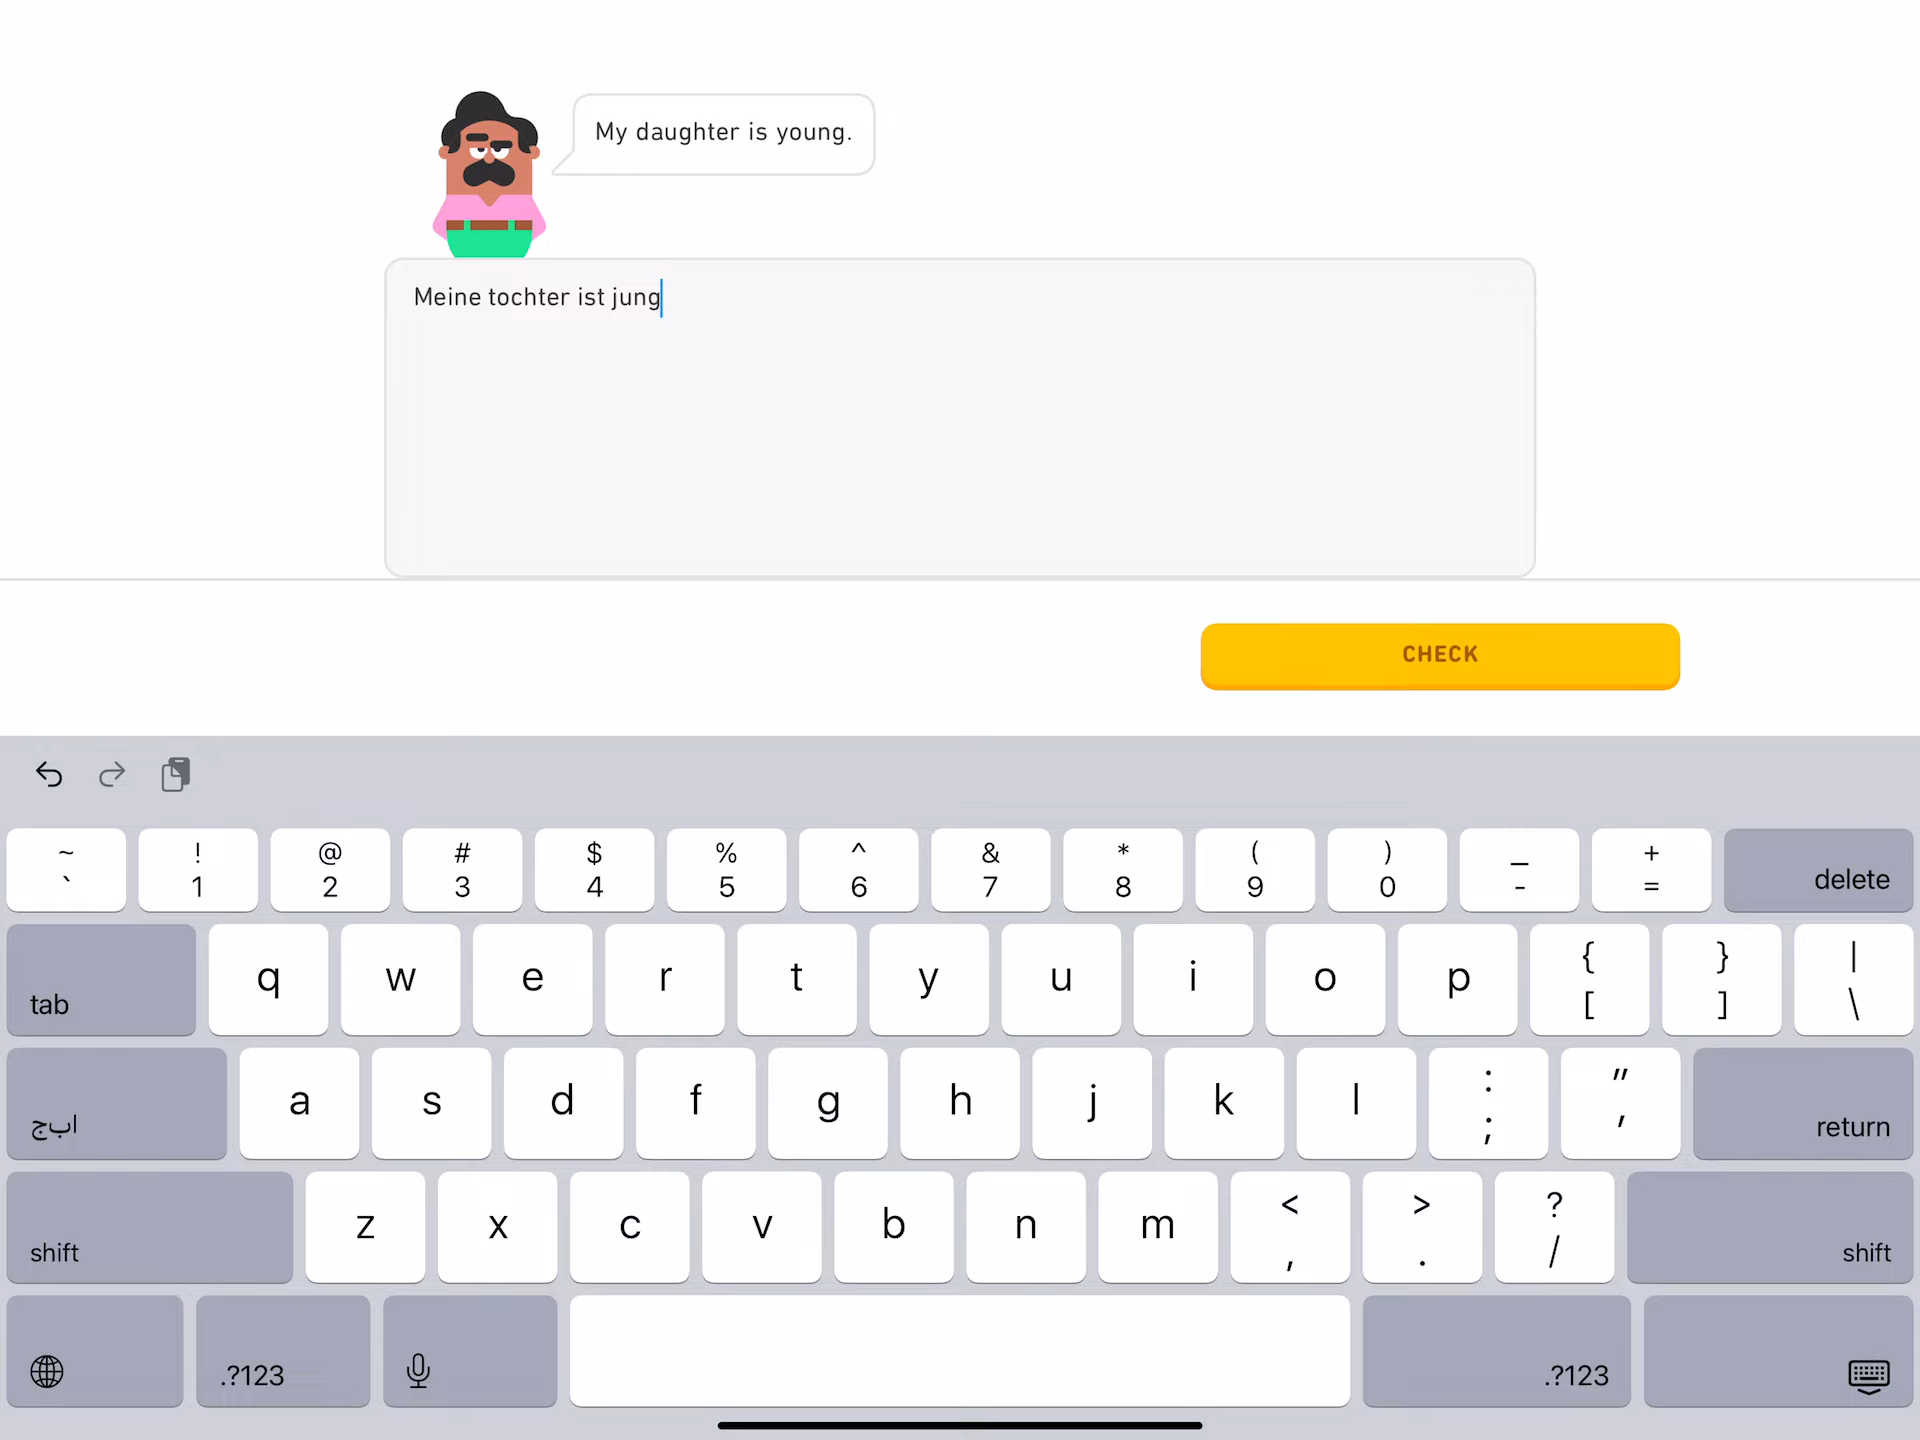 My daughter is young.
Meine tochter ist jung
CHECK
~ ! @ # $ % ^ & * ( ) _ +
` 1 2 3 4 5 6 7 8 9 0 - = delete
tab q w e r t y u i o p { [ } ] | \
ابج a s d f g h j k l : ; " ' return
shift z x c v b n m < , > . ? / shift
.?123 .?123